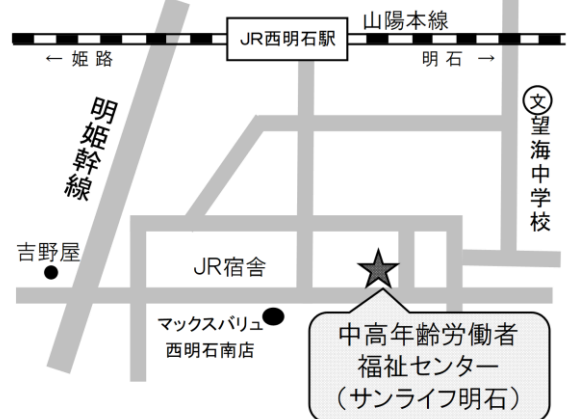 山陽本線
JR西明石駅
← 姫路
明石 →
明姫幹線
文
望海中学校
吉野屋
JR宿舎
マックスバリュ
西明石南店
中高年齢労働者
福祉センター
(サンライフ明石)